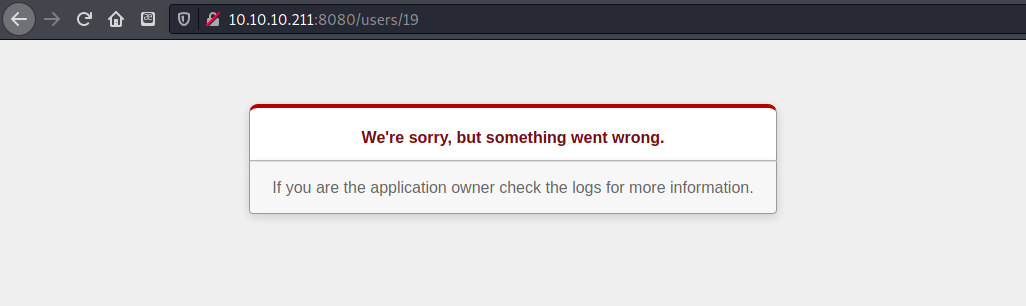 10.10.10.211:8080/users/19
We're sorry, but something went wrong.
If you are the application owner check the logs for more information.